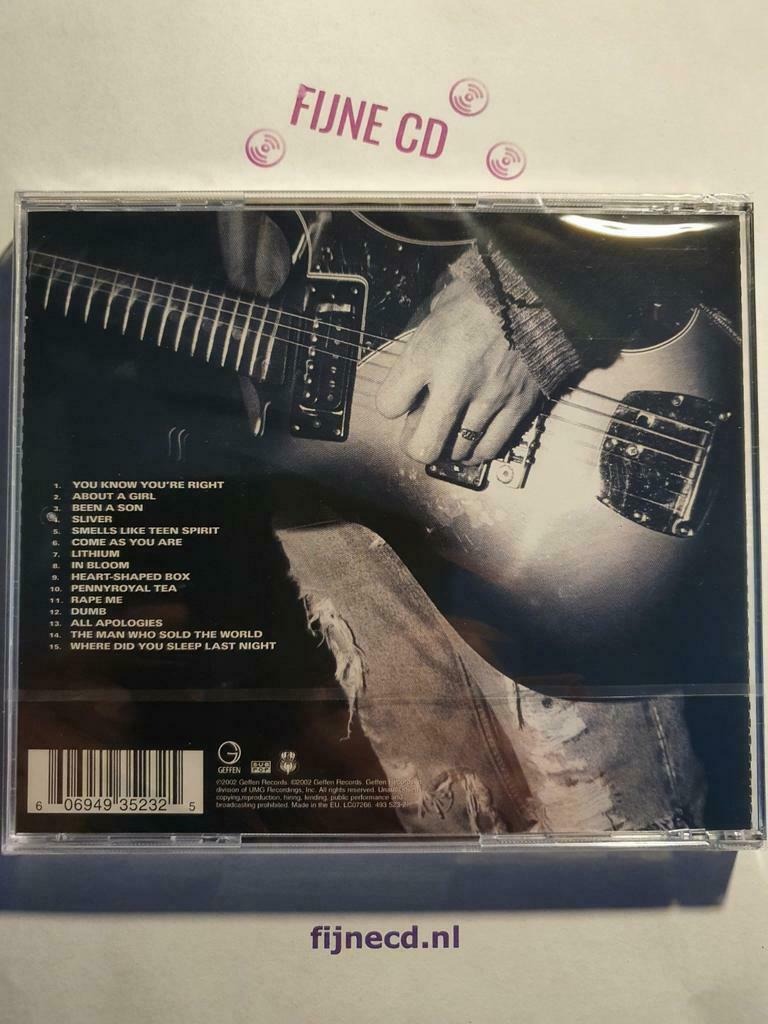 FIJNE CD
1. YOU KNOW YOU'RE RIGHT
2. ABOUT A GIRL
3. BEEN A SON
4. SLIVER
5. SMELLS LIKE TEEN SPIRIT
6. COME AS YOU ARE
7. LITHIUM
8. IN BLOOM
9. HEART-SHAPED BOX
10. PENNYROYAL TEA
11. RAPE ME
12. DUMB
13. ALL APOLOGIES
14. THE MAN WHO SOLD THE WORLD
15. WHERE DID YOU SLEEP LAST NIGHT
GEFFEN
SUB POP
6 06949 35232 5
℗2002 Geffen Records. ©2002 Geffen Records. Geffen Records
division of UMG Recordings, Inc. All rights reserved.
copying, reproduction, hiring, lending, public performance and
broadcasting prohibited. Made in the EU. LC07266. 493 523-2
fijnecd.nl